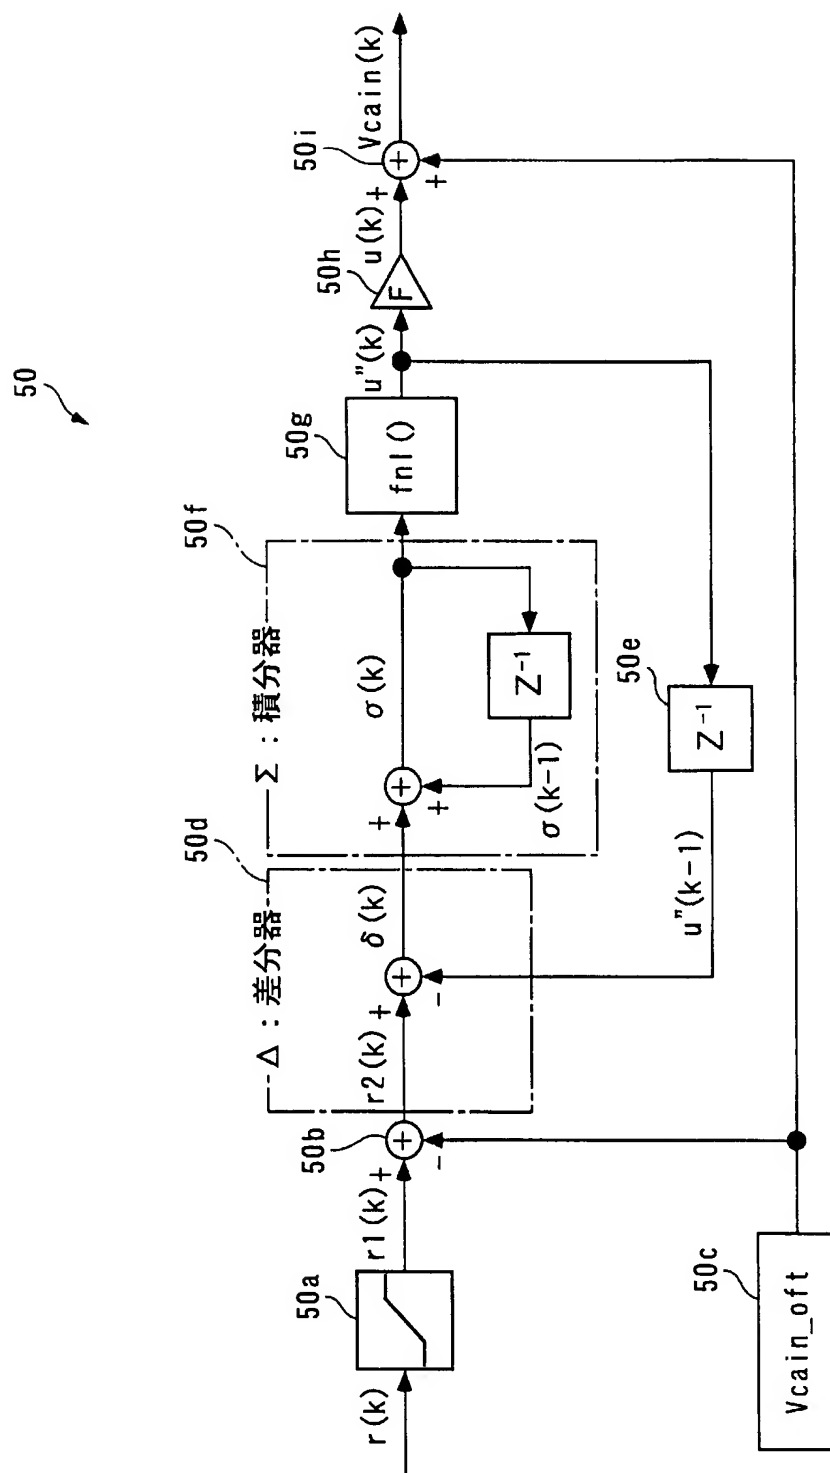 50
r(k)
50a
r1(k)
+
50b
+
-
Δ：差分器
50d
r2(k)
+
+
-
δ(k)
Σ：積分器
50f
+
+
+
σ(k)
Z⁻¹
σ(k-1)
50g
fnl()
u"(k)
50h
F
u(k)
+
50i
+
+
Vcain(k)
50e
Z⁻¹
u"(k-1)
50c
Vcain_oft